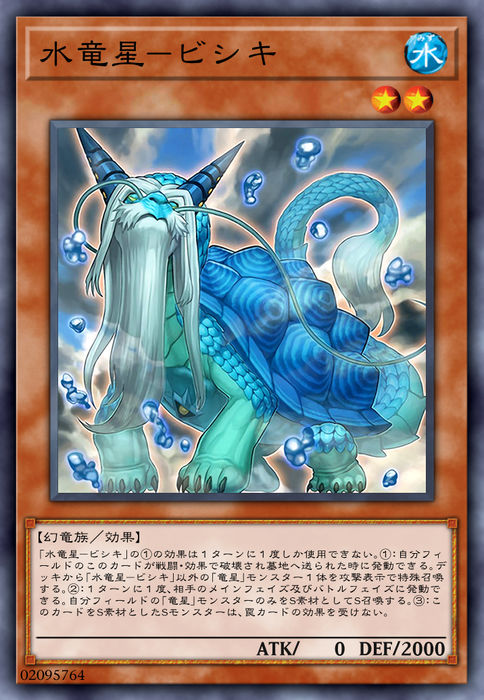 水竜星－ビシキ
みず
水
【幻竜族／効果】
「水竜星－ビシキ」の①の効果は１ターンに１度しか使用できない。①：自分フィ
ールドのこのカードが戦闘・効果で破壊され墓地へ送られた時に発動できる。デ
ッキから「水竜星－ビシキ」以外の「竜星」モンスター１体を攻撃表示で特殊召喚
する。②：１ターンに１度、相手のメインフェイズ及びバトルフェイズに発動で
きる。自分フィールドの「竜星」モンスターのみをS素材としてS召喚する。③：こ
のカードをS素材としたSモンスターは、罠カードの効果を受けない。
ATK/ 0 DEF/2000
02095764